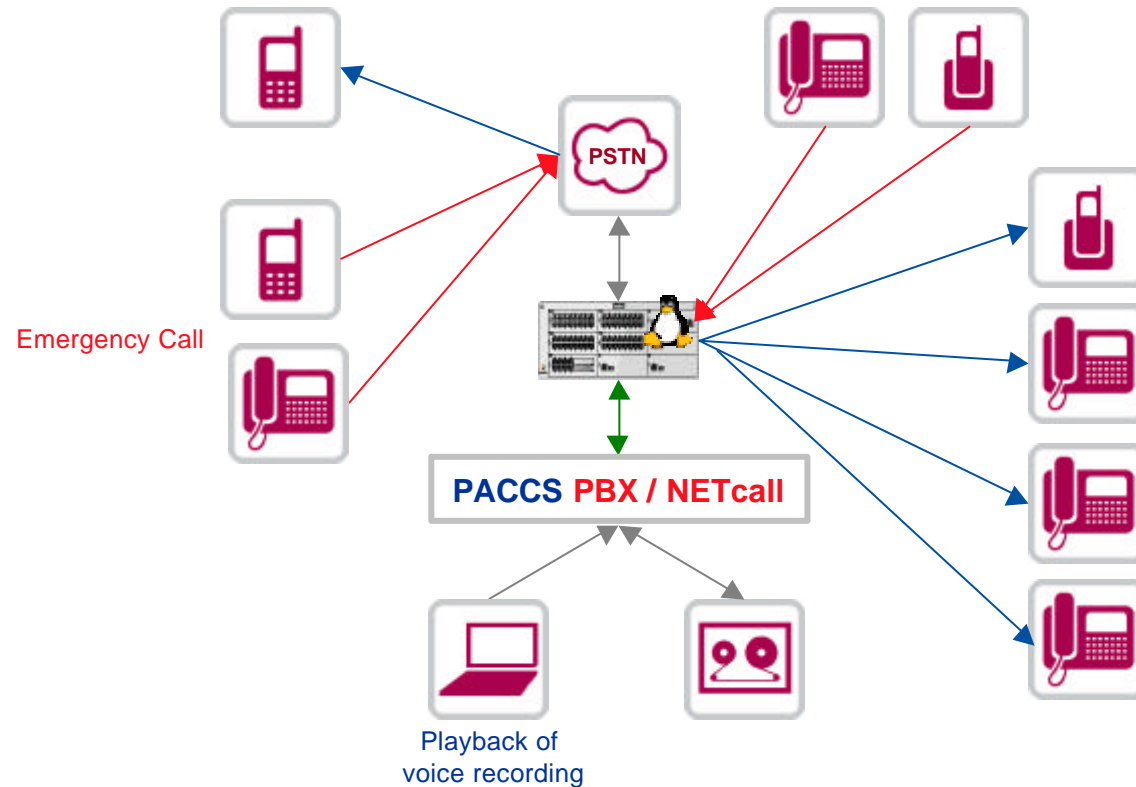 PSTN
Emergency Call
PACCS PBX / NETcall
Playback of
voice recording